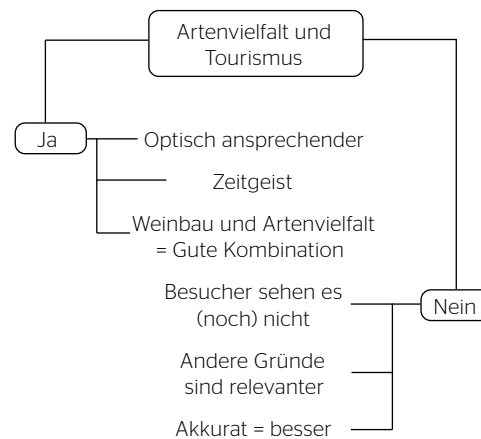 Artenvielfalt und
Tourismus
Ja
Optisch ansprechender
Zeitgeist
Weinbau und Artenvielfalt
= Gute Kombination
Besucher sehen es
(noch) nicht
Nein
Andere Gründe
sind relevanter
Akkurat = besser